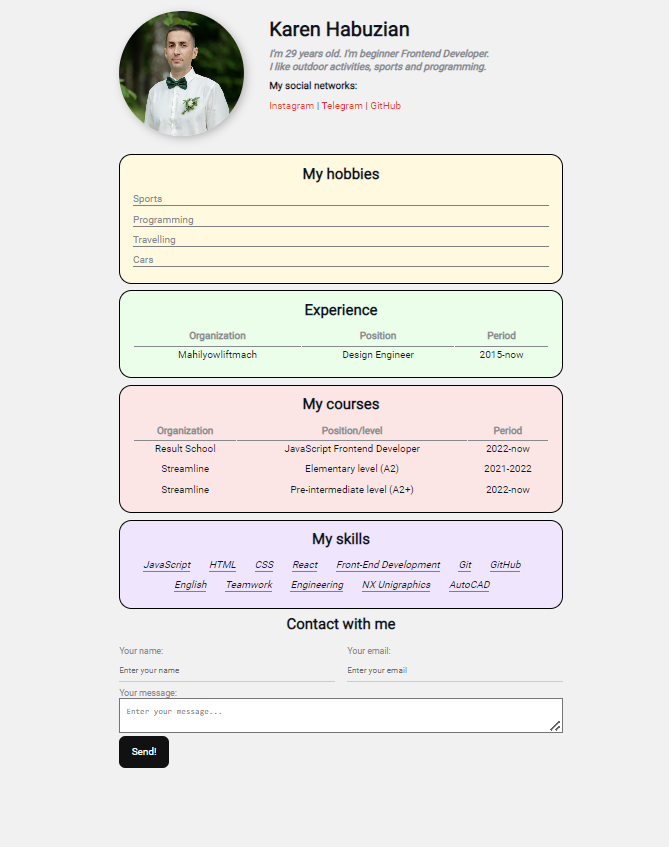 Karen Habuzian
I'm 29 years old. I'm beginner Frontend Developer.
I like outdoor activities, sports and programming.
My social networks:
Instagram | Telegram | GitHub
My hobbies
Sports
Programming
Travelling
Cars
Experience
Organization Position Period
Mahilyowliftmach Design Engineer 2015-now
My courses
Organization Position/level Period
Result School JavaScript Frontend Developer 2022-now
Streamline Elementary level (A2) 2021-2022
Streamline Pre-intermediate level (A2+) 2022-now
My skills
JavaScript HTML CSS React Front-End Development Git GitHub
English Teamwork Engineering NX Unigraphics AutoCAD
Contact with me
Your name: Your email:
Enter your name Enter your email
Your message:
Enter your message...
Send!